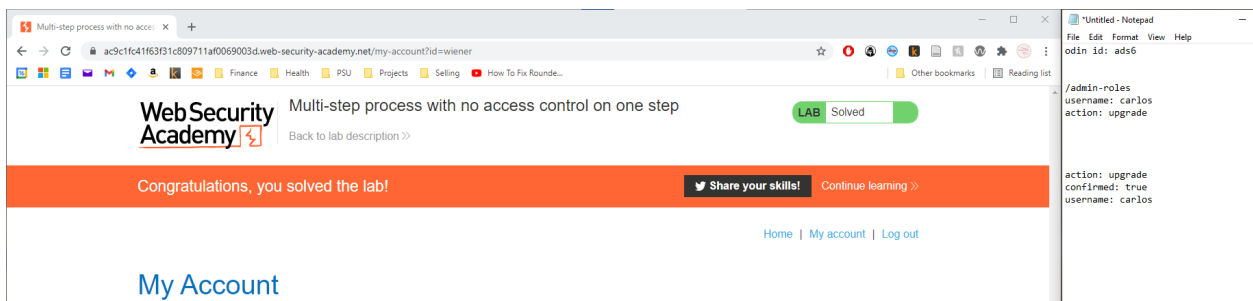 Multi-step process with no acces
ac9c1fc41f63f31c809711af0069003d.web-security-academy.net/my-account?id=wiener
Finance
Health
PSU
Projects
Selling
How To Fix Rounde...
Other bookmarks
Reading list
WebSecurity
Academy
Multi-step process with no access control on one step
Back to lab description
LAB
Solved
Congratulations, you solved the lab!
Share your skills!
Continue learning
Home | My account | Log out
My Account
*Untitled - Notepad
File Edit Format View Help
odin id: ads6
/admin-roles
username: carlos
action: upgrade
action: upgrade
confirmed: true
username: carlos